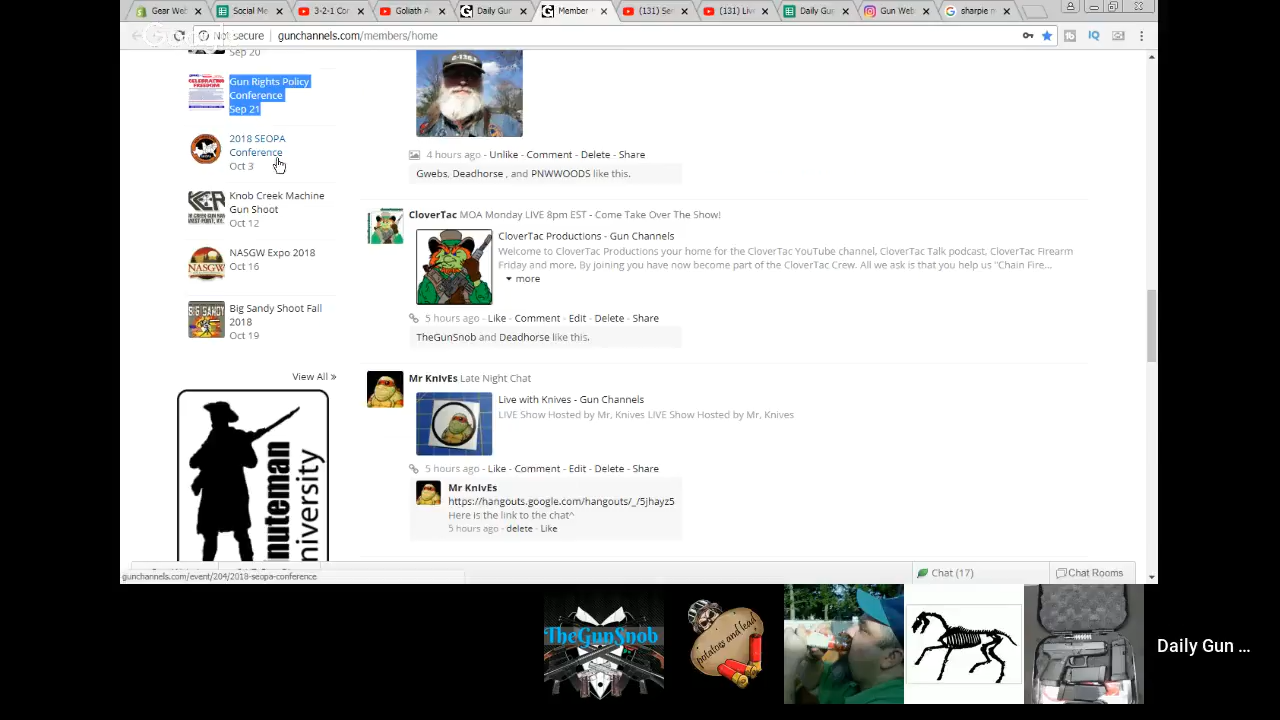 Gear Web
Social Me
3-2-1 Co
Goliath A
Daily Gun
Member
(131) Se
(131) Live
Daily Gu
Gun Web
sharpie m
Not secure
gunchannels.com/members/home
Sep 20
Gun Rights Policy
Conference
Sep 21
2018 SEOPA
Conference
Oct 3
Knob Creek Machine
Gun Shoot
Oct 12
NASGW Expo 2018
Oct 16
Big Sandy Shoot Fall
2018
Oct 19
View All »
nuteman
niversity
4 hours ago - Unlike - Comment - Delete - Share
Gwebs, Deadhorse , and PNWWOODS like this.
CloverTac MOA Monday LIVE 8pm EST - Come Take Over The Show!
CloverTac Productions - Gun Channels
Welcome to CloverTac Productions your home for the CloverTac YouTube channel, CloverTac Talk podcast, CloverTac Firearm
Friday and more. By joining you have now become part of the CloverTac Crew. All we ask is that you help us "Chain Fire...
more
5 hours ago - Like - Comment - Edit - Delete - Share
TheGunSnob and Deadhorse like this.
Mr KnIvEs Late Night Chat
Live with Knives - Gun Channels
LIVE Show Hosted by Mr, Knives LIVE Show Hosted by Mr, Knives
5 hours ago - Like - Comment - Edit - Delete - Share
Mr KnIvEs
https://hangouts.google.com/hangouts/_/5jhayz5
Here is the link to the chat^
5 hours ago - delete - Like
gunchannels.com/event/204/2018-seopa-conference
Chat (17)
Chat Rooms
TheGunSnob
potatoes and lead
Daily Gun ...